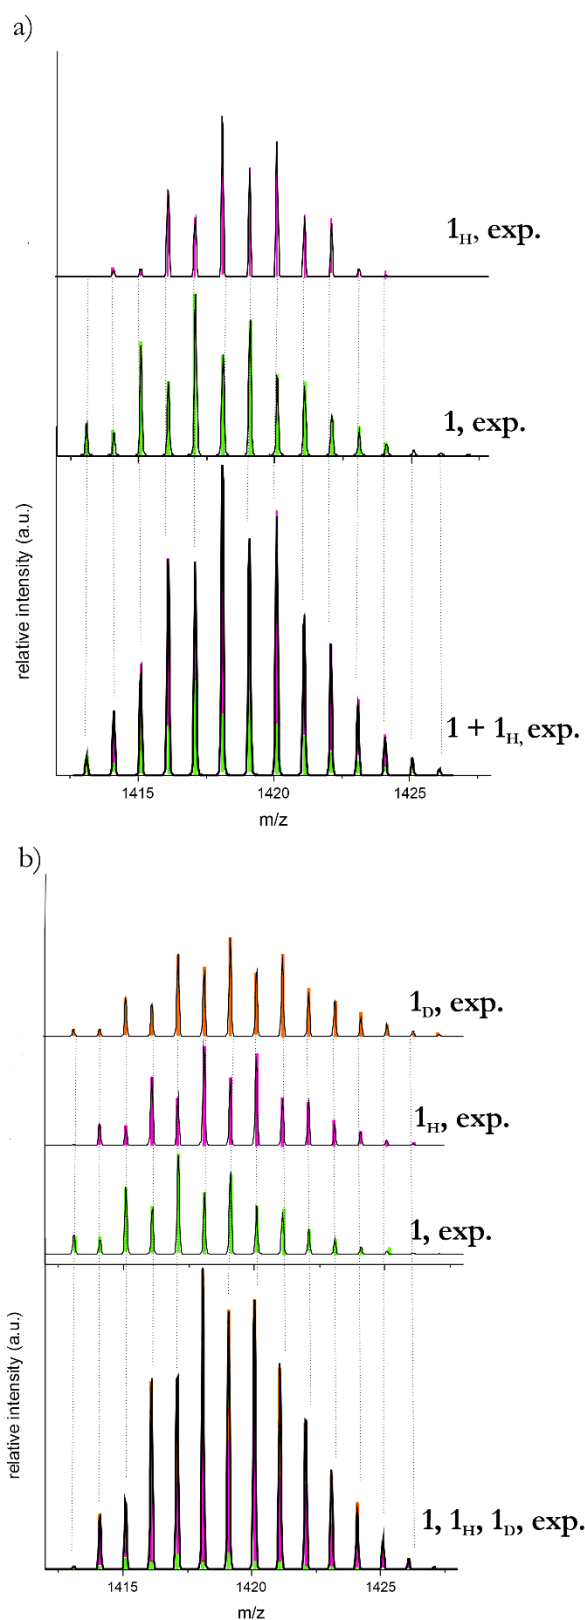 a)
1H, exp.
1, exp.
relative intensity (a.u.)
1 + 1H, exp.
1415 1420 1425
m/z
b)
1D, exp.
1H, exp.
1, exp.
relative intensity (a.u.)
1, 1H, 1D, exp.
1415 1420 1425
m/z